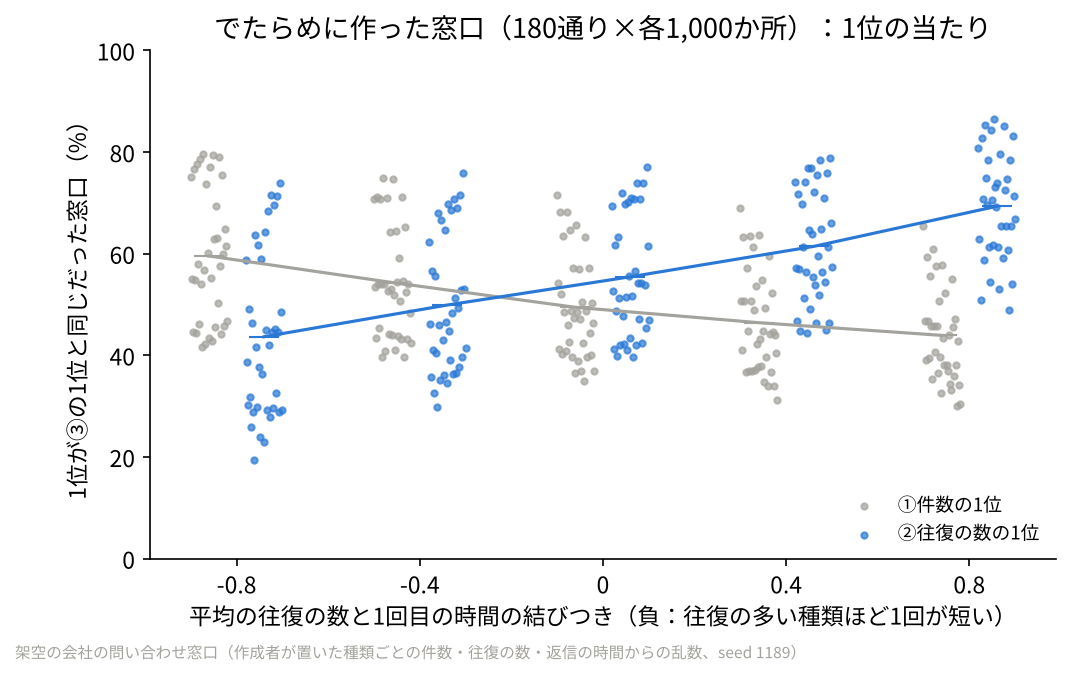 でたらめに作った窓口（180通り×各1,000か所）：1位の当たり
1位が③の1位と同じだった窓口（%）
100
80
60
40
20
0
-0.8
-0.4
0
0.4
0.8
①件数の1位
②往復の数の1位
平均の往復の数と1回目の時間の結びつき（負：往復の多い種類ほど1回が短い）
架空の会社の問い合わせ窓口（作成者が置いた種類ごとの件数・往復の数・返信の時間からの乱数、seed 1189）